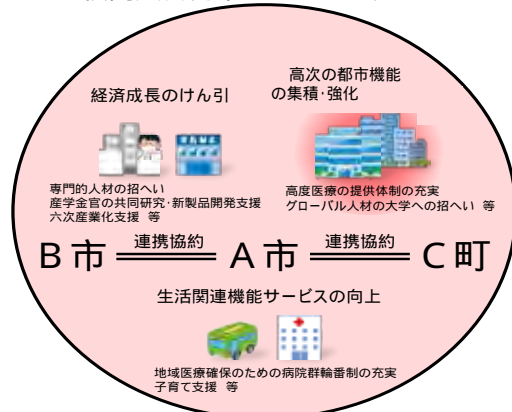 経済成長のけん引
高次の都市機能
の集積・強化
専門的人材の招へい
産学金官の共同研究・新製品開発支援
六次産業化支援 等
高度医療の提供体制の充実
グローバル人材の大学への招へい 等
B市 連携協約 A市 連携協約 C町
生活関連機能サービスの向上
地域医療確保のための病院群輪番制の充実
子育て支援 等